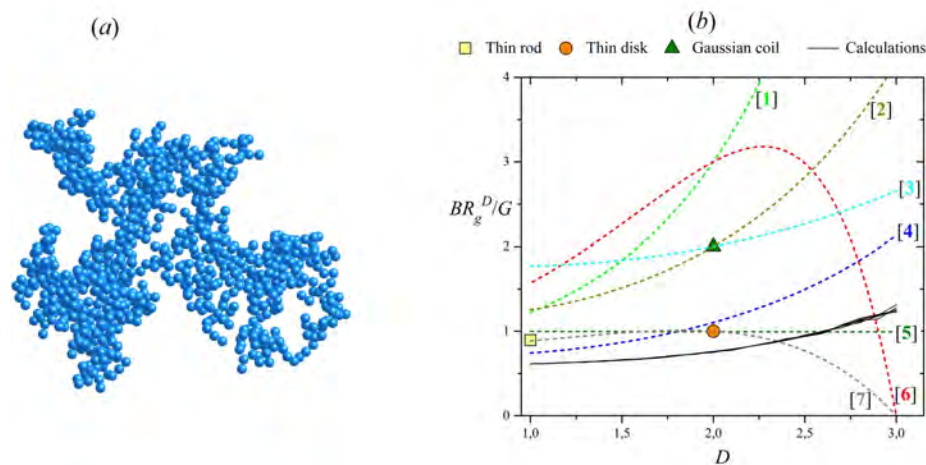 (a)
(b)
Thin rod Thin disk Gaussian coil Calculations
4
[1]
[2]
3
[3]
BR_g^D/G
[4]
2
1
[5]
[7]
[6]
0
1,0 1,5 2,0 2,5 3,0
D